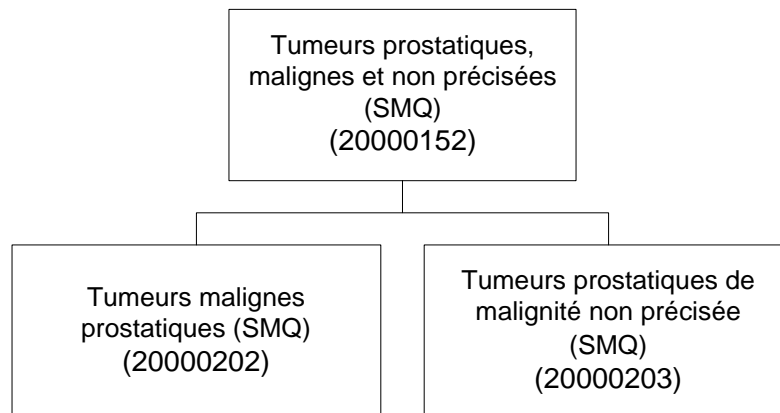 Tumeurs prostatiques,
malignes et non précisées
(SMQ)
(20000152)
Tumeurs malignes
prostatiques (SMQ)
(20000202)
Tumeurs prostatiques de
malignité non précisée
(SMQ)
(20000203)